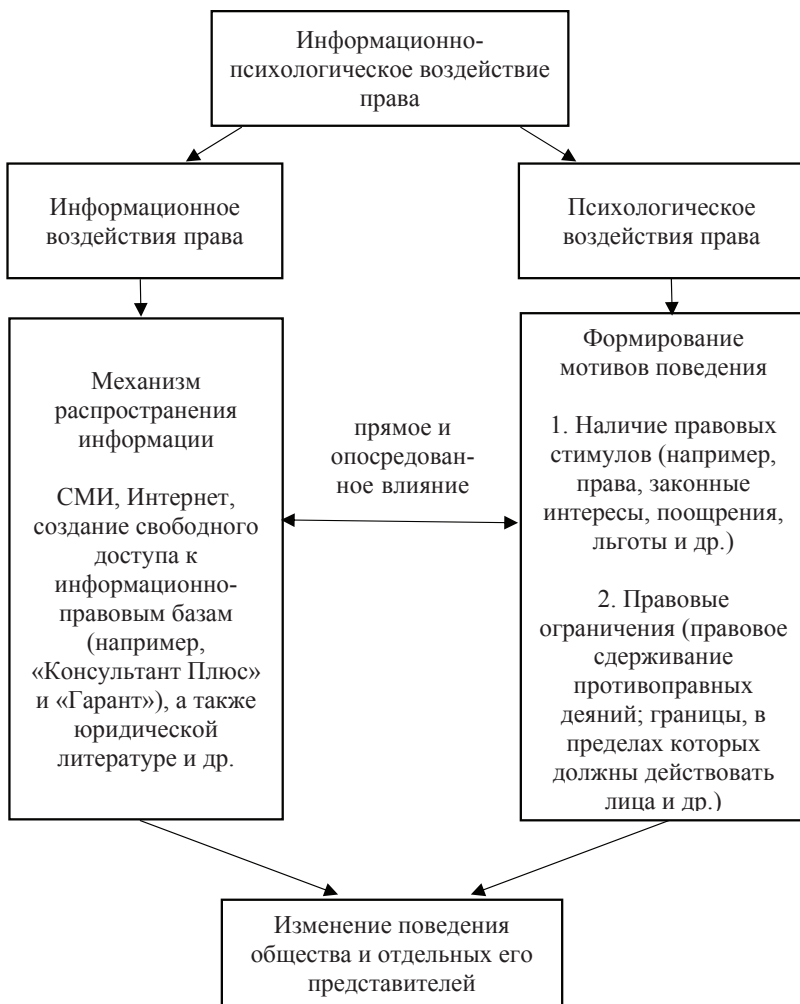 Информационно-
психологическое воздействие
права
Информационное
воздействия права
Психологическое
воздействия права
Механизм
распространения
информации
СМИ, Интернет,
создание свободного
доступа к
информационно-
правовым базам
(например,
«Консультант Плюс»
и «Гарант»), а также
юридической
литературе и др.
прямое и
опосредован-
ное влияние
Формирование
мотивов поведения
1. Наличие правовых
стимулов (например,
права, законные
интересы, поощрения,
льготы и др.)
2. Правовые
ограничения (правовое
сдерживание
противоправных
деяний; границы, в
пределах которых
должны действовать
лица и др.)
Изменение поведения
общества и отдельных его
представителей